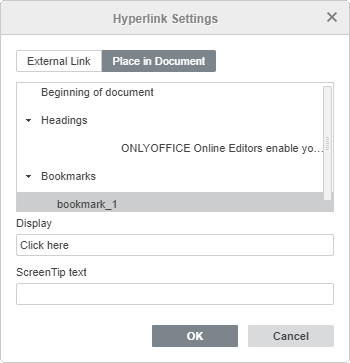 Hyperlink Settings
External Link
Place in Document
Beginning of document
Headings
ONLYOFFICE Online Editors enable yo...
Bookmarks
bookmark_1
Display
Click here
ScreenTip text
OK
Cancel